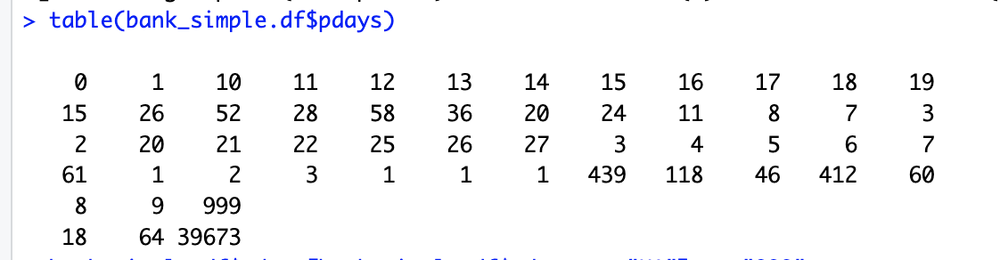 > table(bank_simple.df$pdays)
0 1 10 11 12 13 14 15 16 17 18 19
15 26 52 28 58 36 20 24 11 8 7 3
2 20 21 22 25 26 27 3 4 5 6 7
61 1 2 3 1 1 1 439 118 46 412 60
8 9 999
18 64 39673